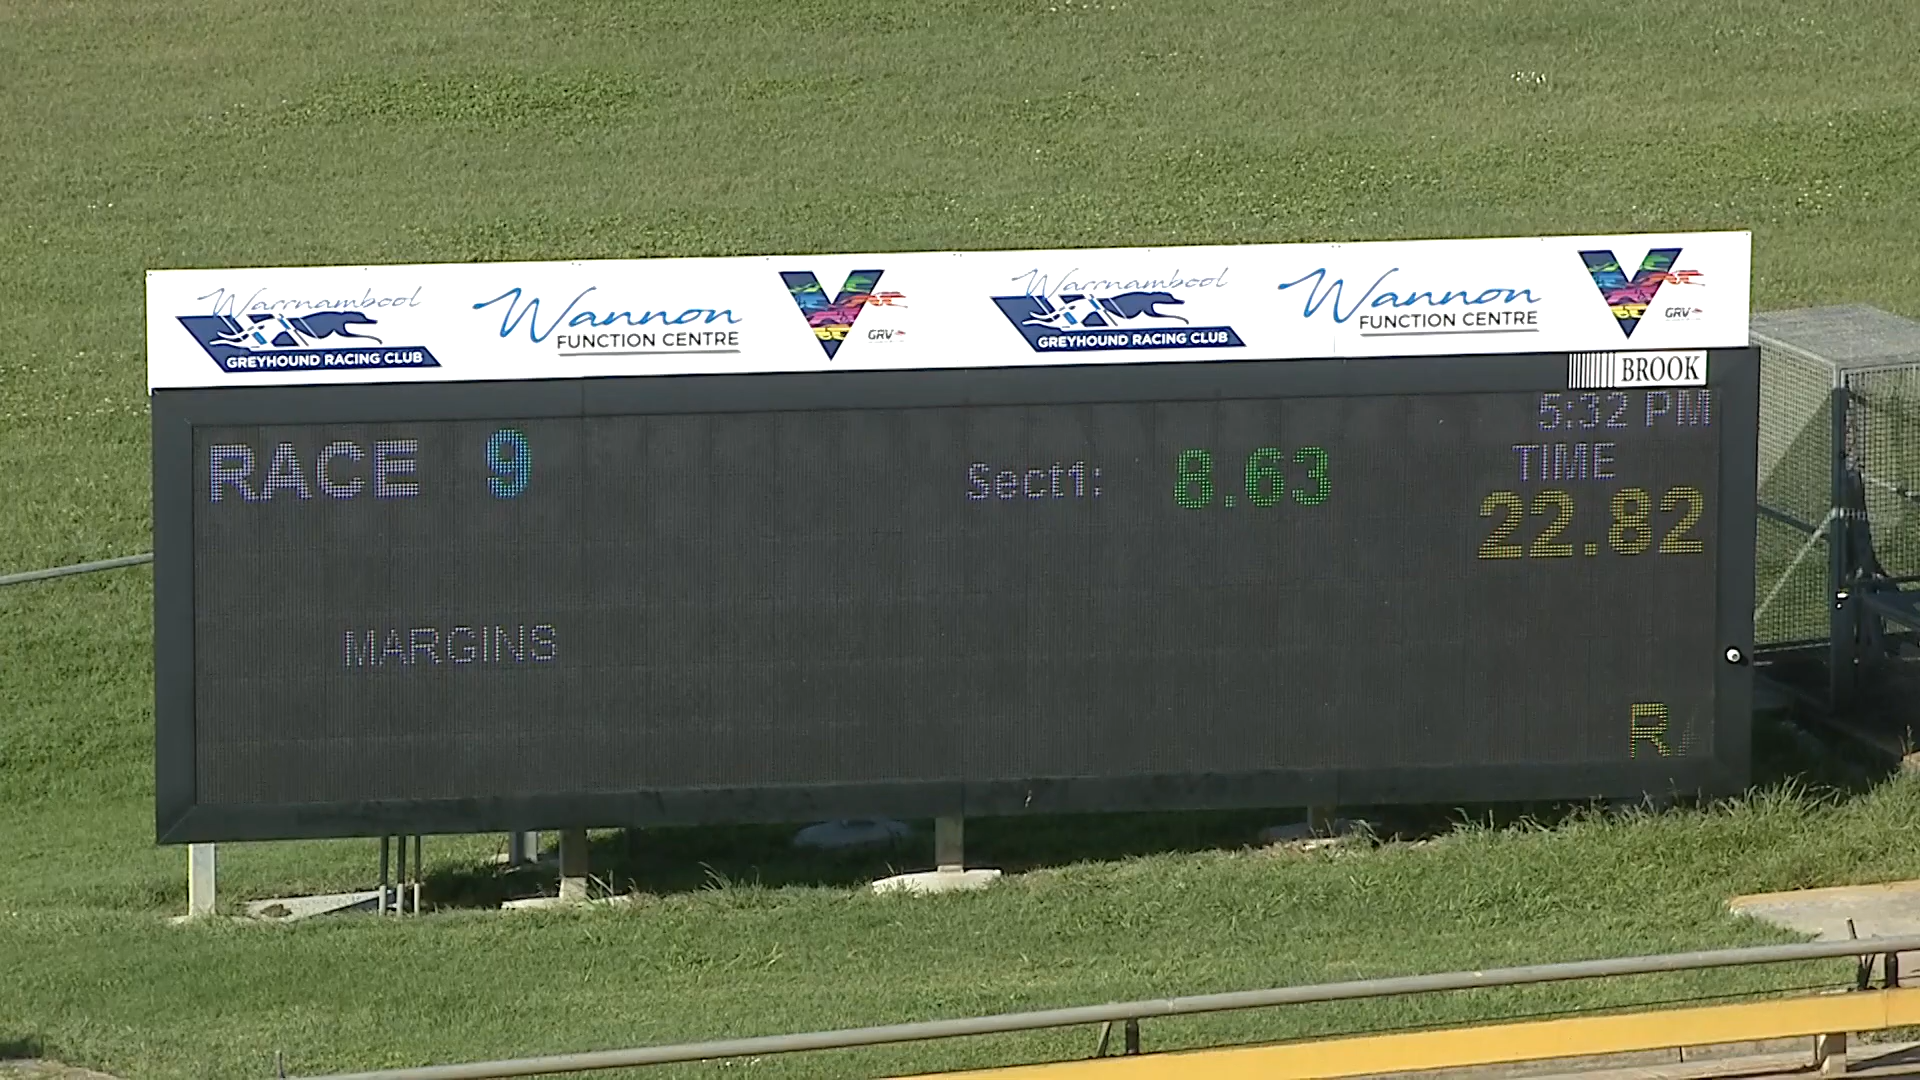 Warrnambool
GREYHOUND RACING CLUB
Wannon
FUNCTION CENTRE
V
GRV
Warrnambool
GREYHOUND RACING CLUB
Wannon
FUNCTION CENTRE
V
GRV
BROOK
5:32 PM
RACE 9
Sect1: 8.63
TIME
22.82
MARGINS
R